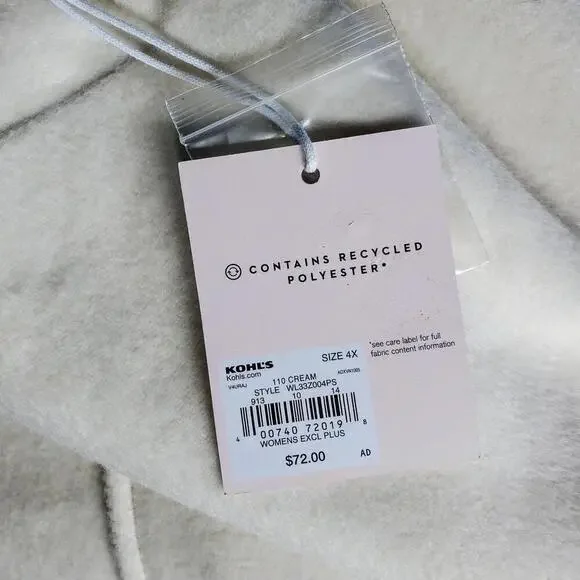 CONTAINS RECYCLED
POLYESTER*
*see care label for full
fabric content information
KOHL'S SIZE 4X
Kohls.com
V4URAJ 110 CREAM
STYLE WL33Z004PS
913 10 14
4 00740 72019 8
WOMENS EXCL PLUS
$72.00 AD